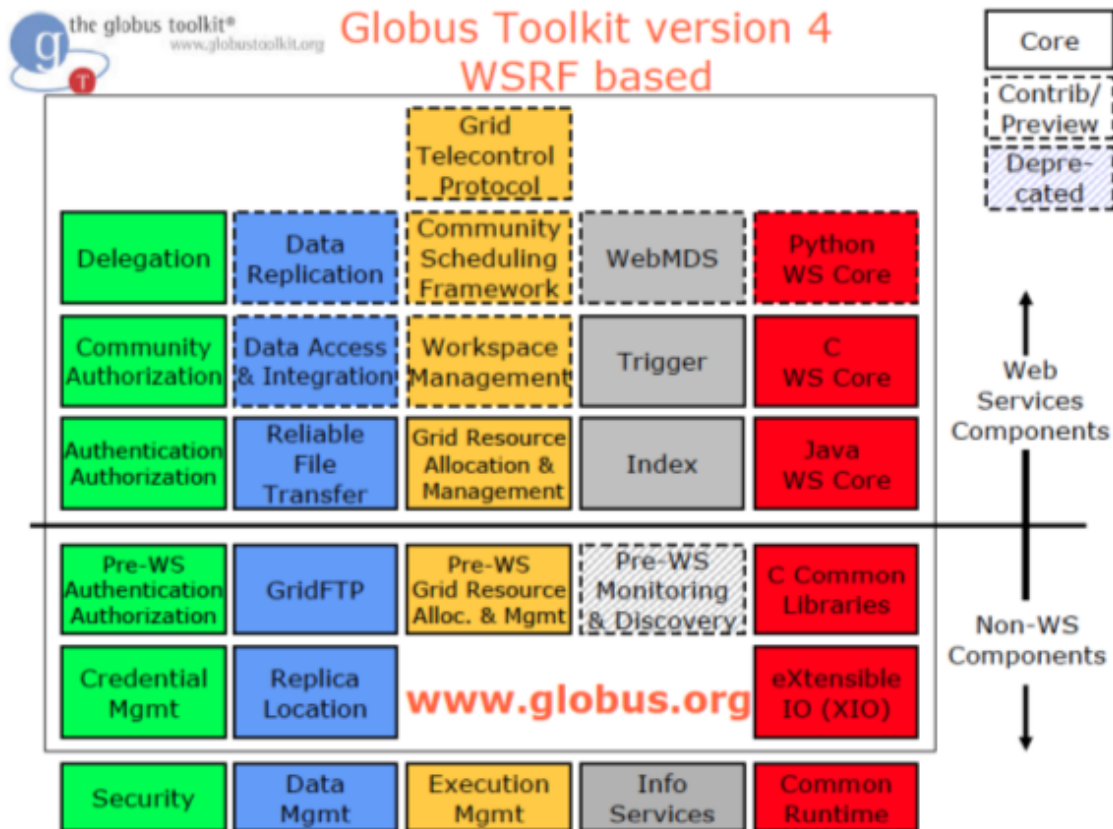 the globus toolkit®
www.globustoolkit.org
g
T
Globus Toolkit version 4
WSRF based
Core
Contrib/
Preview
Depre-
cated
Grid
Telecontrol
Protocol
Delegation
Data
Replication
Community
Scheduling
Framework
WebMDS
Python
WS Core
Community
Authorization
Data Access
& Integration
Workspace
Management
Trigger
C
WS Core
Authentication
Authorization
Reliable
File
Transfer
Grid Resource
Allocation &
Management
Index
Java
WS Core
Web
Services
Components
Pre-WS
Authentication
Authorization
GridFTP
Pre-WS
Grid Resource
Alloc. & Mgmt
Pre-WS
Monitoring
& Discovery
C Common
Libraries
Non-WS
Components
Credential
Mgmt
Replica
Location
www.globus.org
eXtensible
IO (XIO)
Security
Data
Mgmt
Execution
Mgmt
Info
Services
Common
Runtime